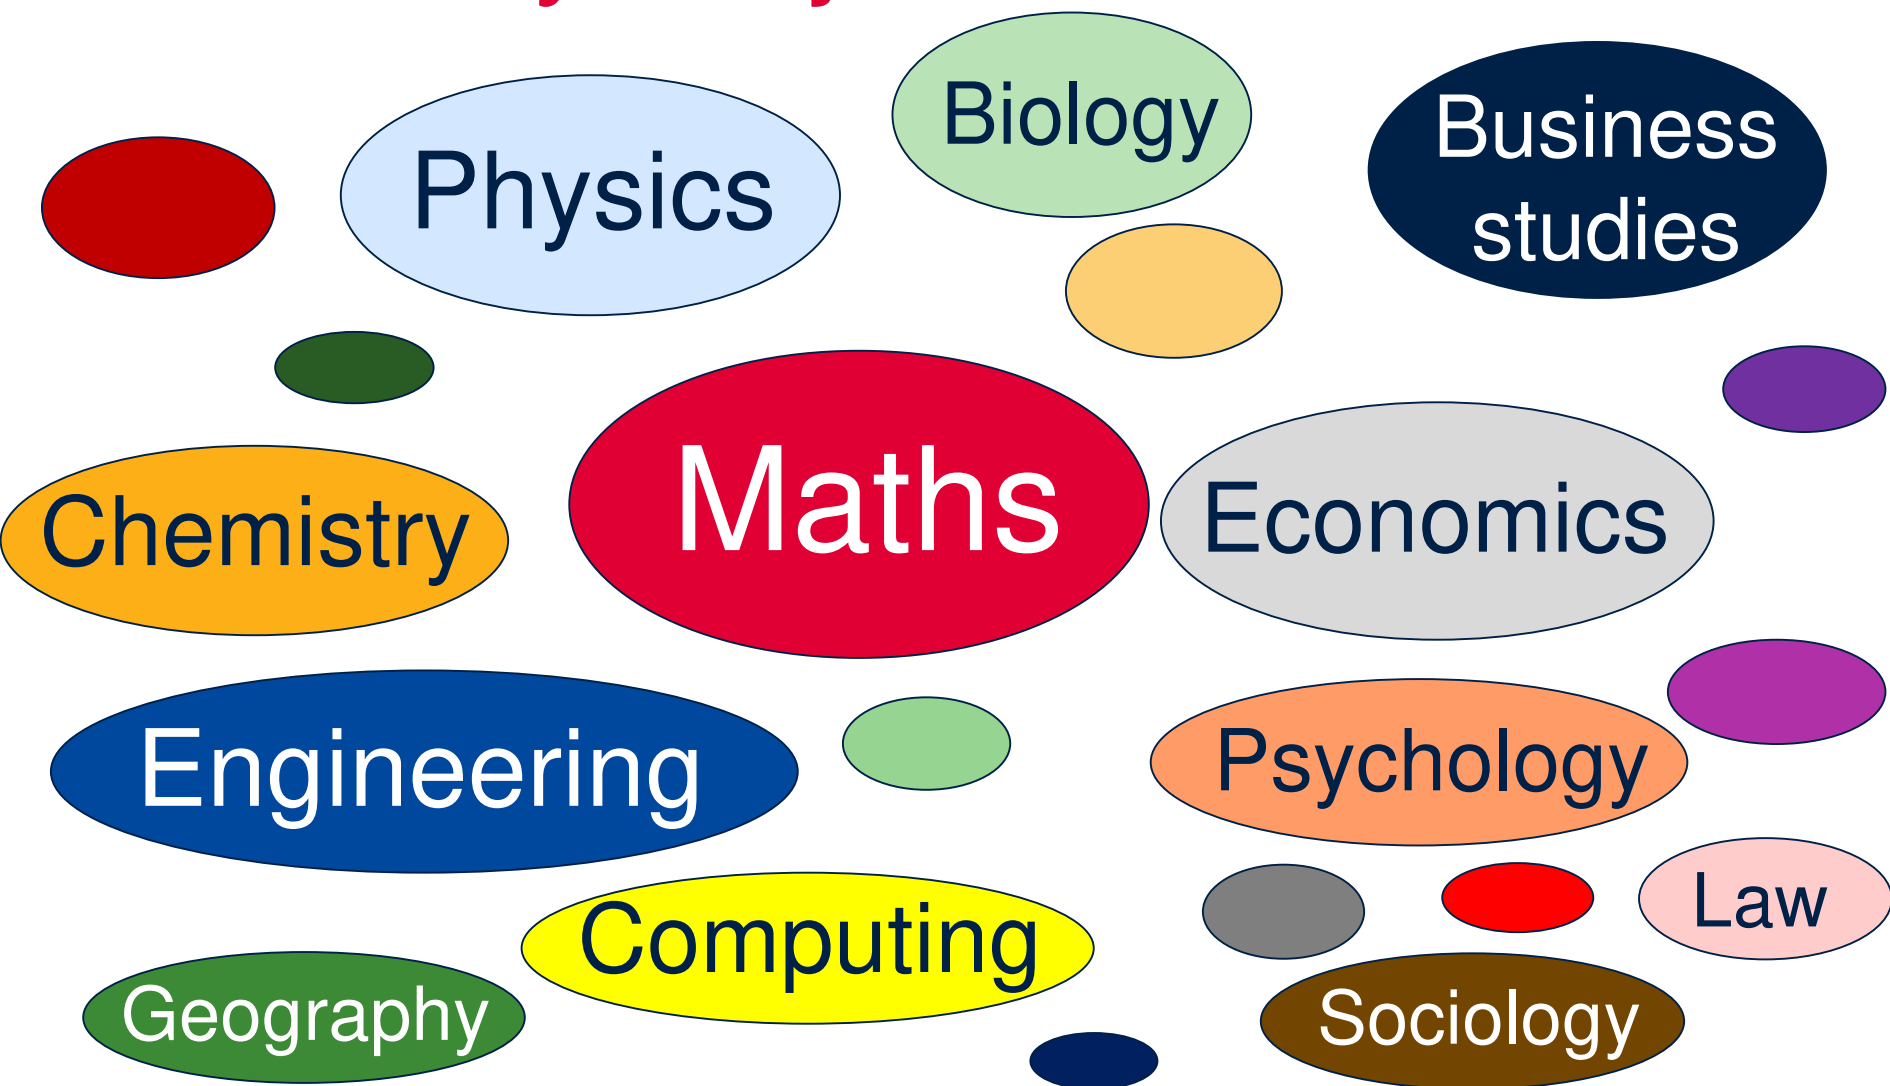 Biology
Business
studies
Physics
Maths
Economics
Chemistry
Engineering
Psychology
Law
Computing
Geography
Sociology